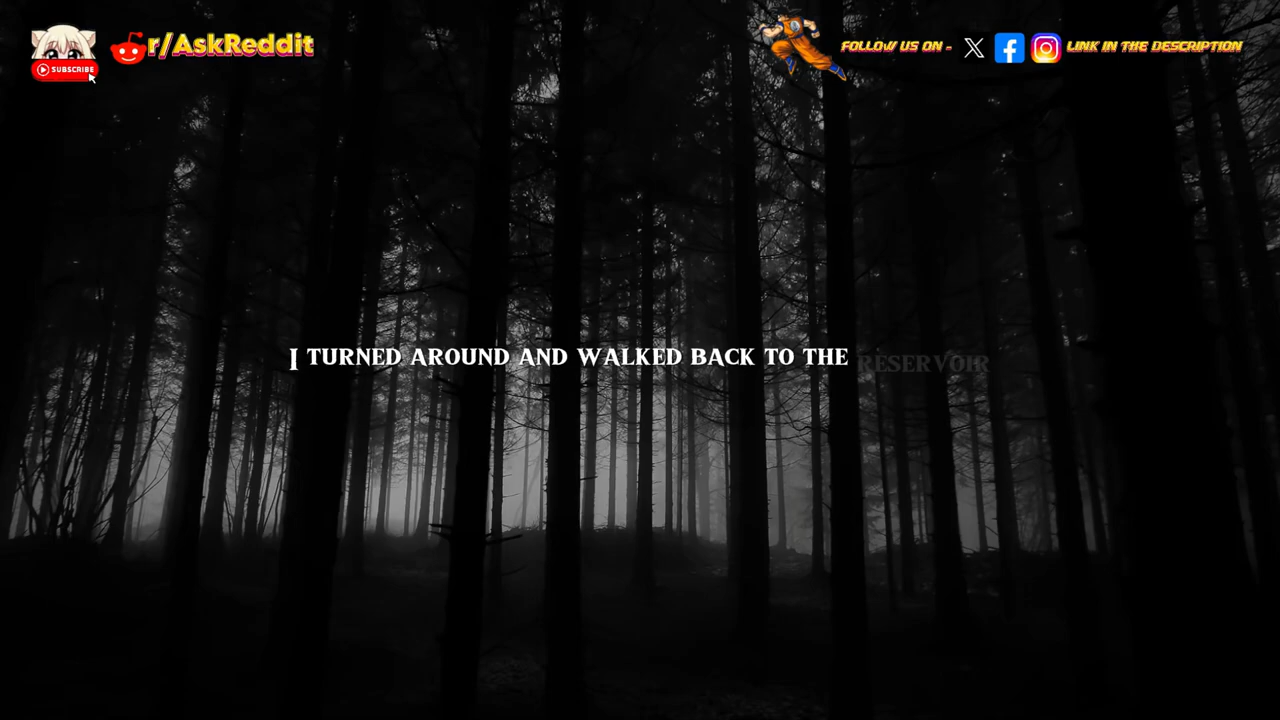 SUBSCRIBE
r/AskReddit
FOLLOW US ON -
LINK IN THE DESCRIPTION
I TURNED AROUND AND WALKED BACK TO THE RESERVOIR